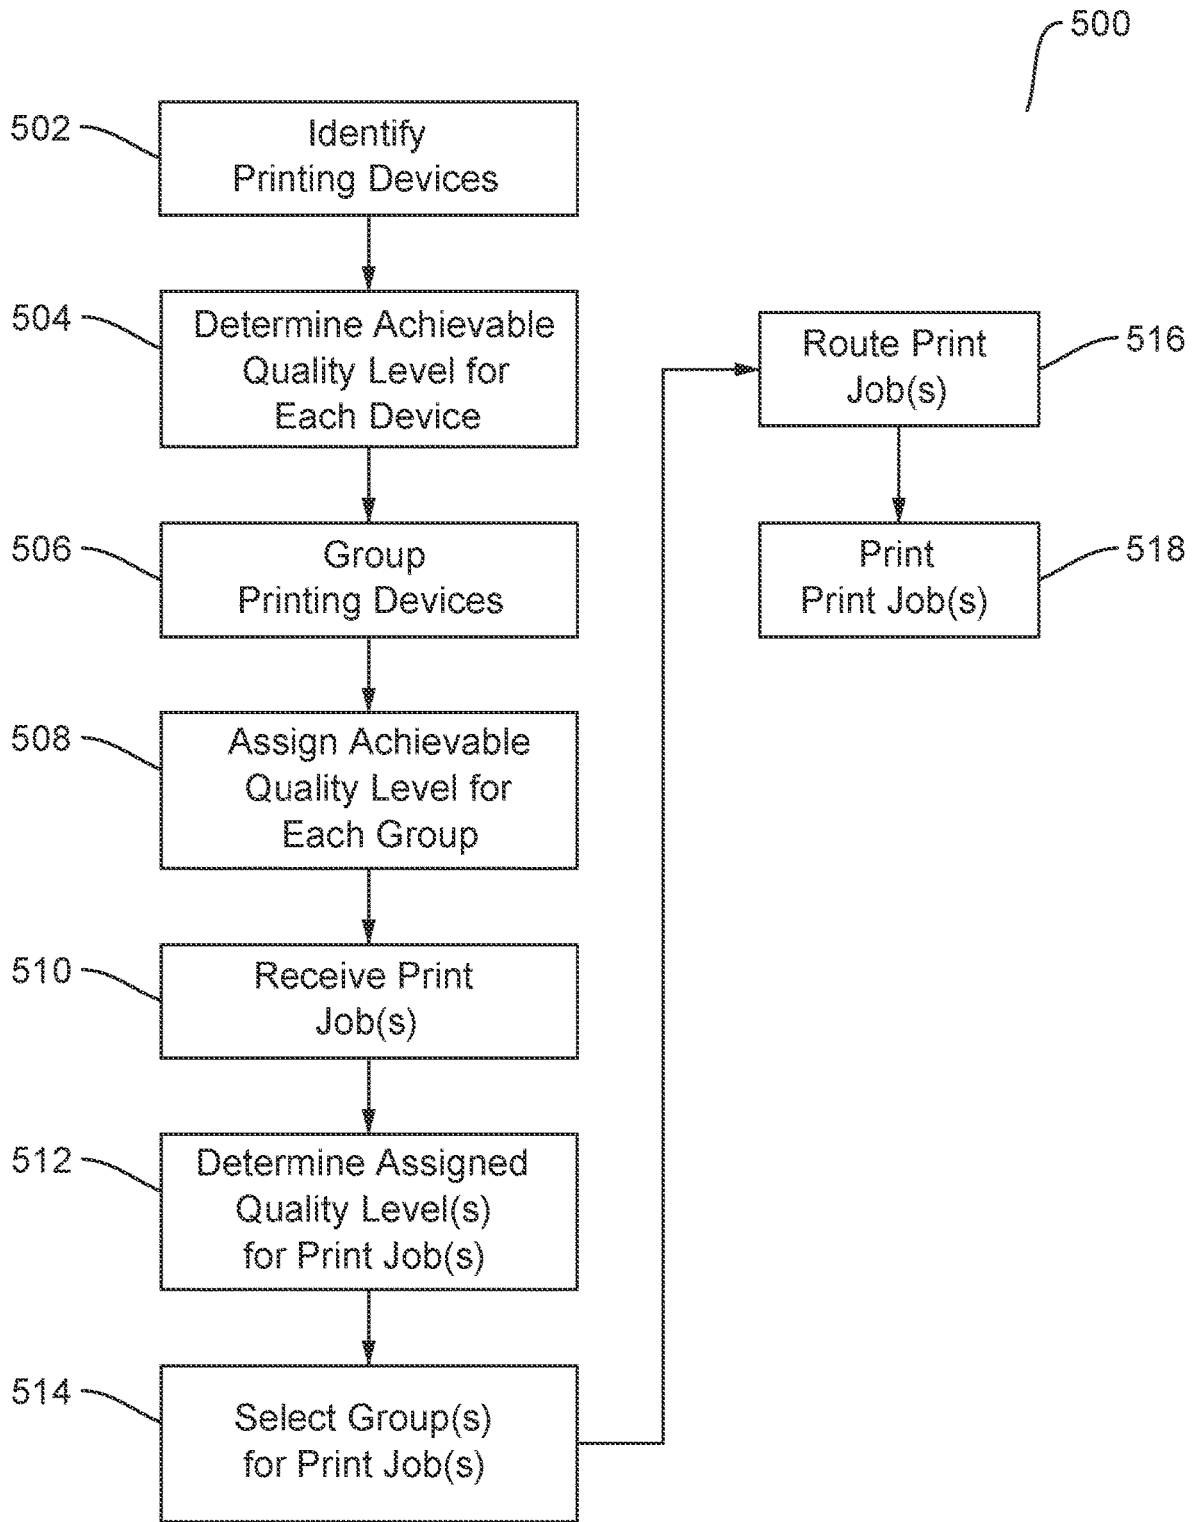 500
502
Identify
Printing Devices
504
Determine Achievable
Quality Level for
Each Device
506
Group
Printing Devices
508
Assign Achievable
Quality Level for
Each Group
510
Receive Print
Job(s)
512
Determine Assigned
Quality Level(s)
for Print Job(s)
514
Select Group(s)
for Print Job(s)
Route Print
Job(s)
516
Print
Print Job(s)
518